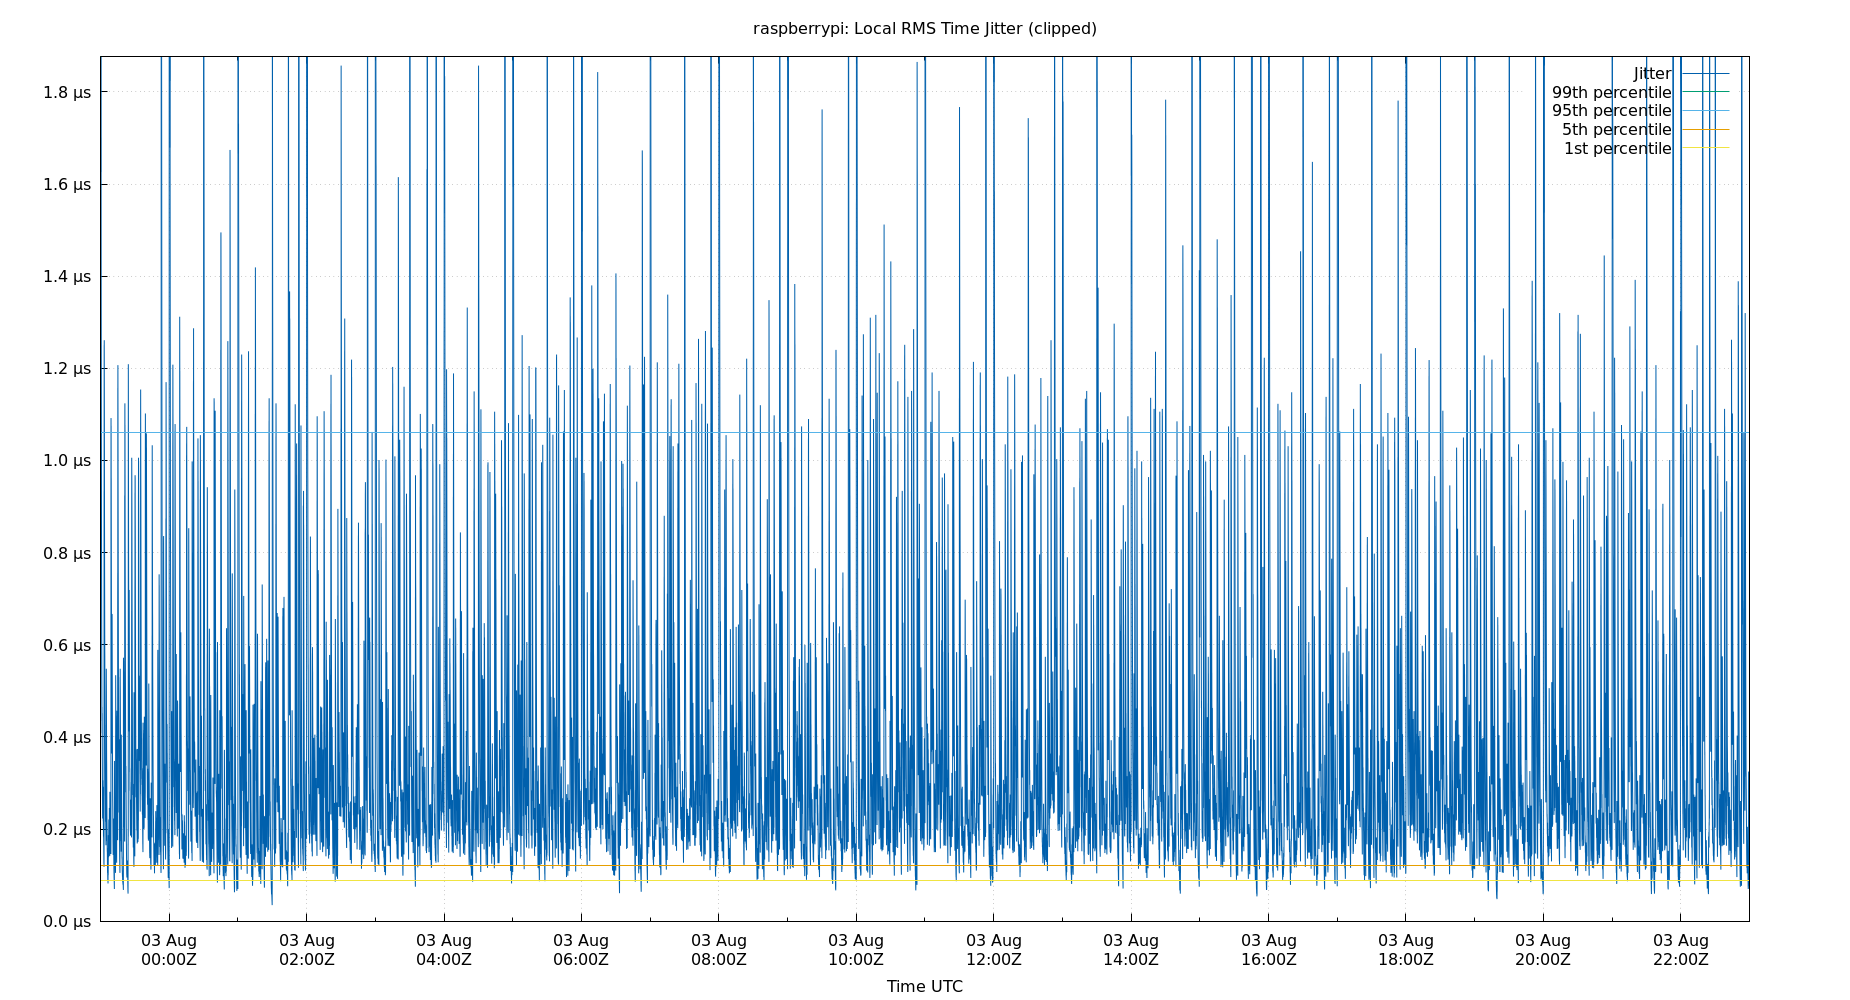 raspberrypi: Local RMS Time Jitter (clipped)
Jitter
99th percentile
95th percentile
5th percentile
1st percentile
1.8 µs
1.6 µs
1.4 µs
1.2 µs
1.0 µs
0.8 µs
0.6 µs
0.4 µs
0.2 µs
0.0 µs
03 Aug 03 Aug 03 Aug 03 Aug 03 Aug 03 Aug 03 Aug 03 Aug 03 Aug 03 Aug 03 Aug 03 Aug
00:00Z 02:00Z 04:00Z 06:00Z 08:00Z 10:00Z 12:00Z 14:00Z 16:00Z 18:00Z 20:00Z 22:00Z
Time UTC